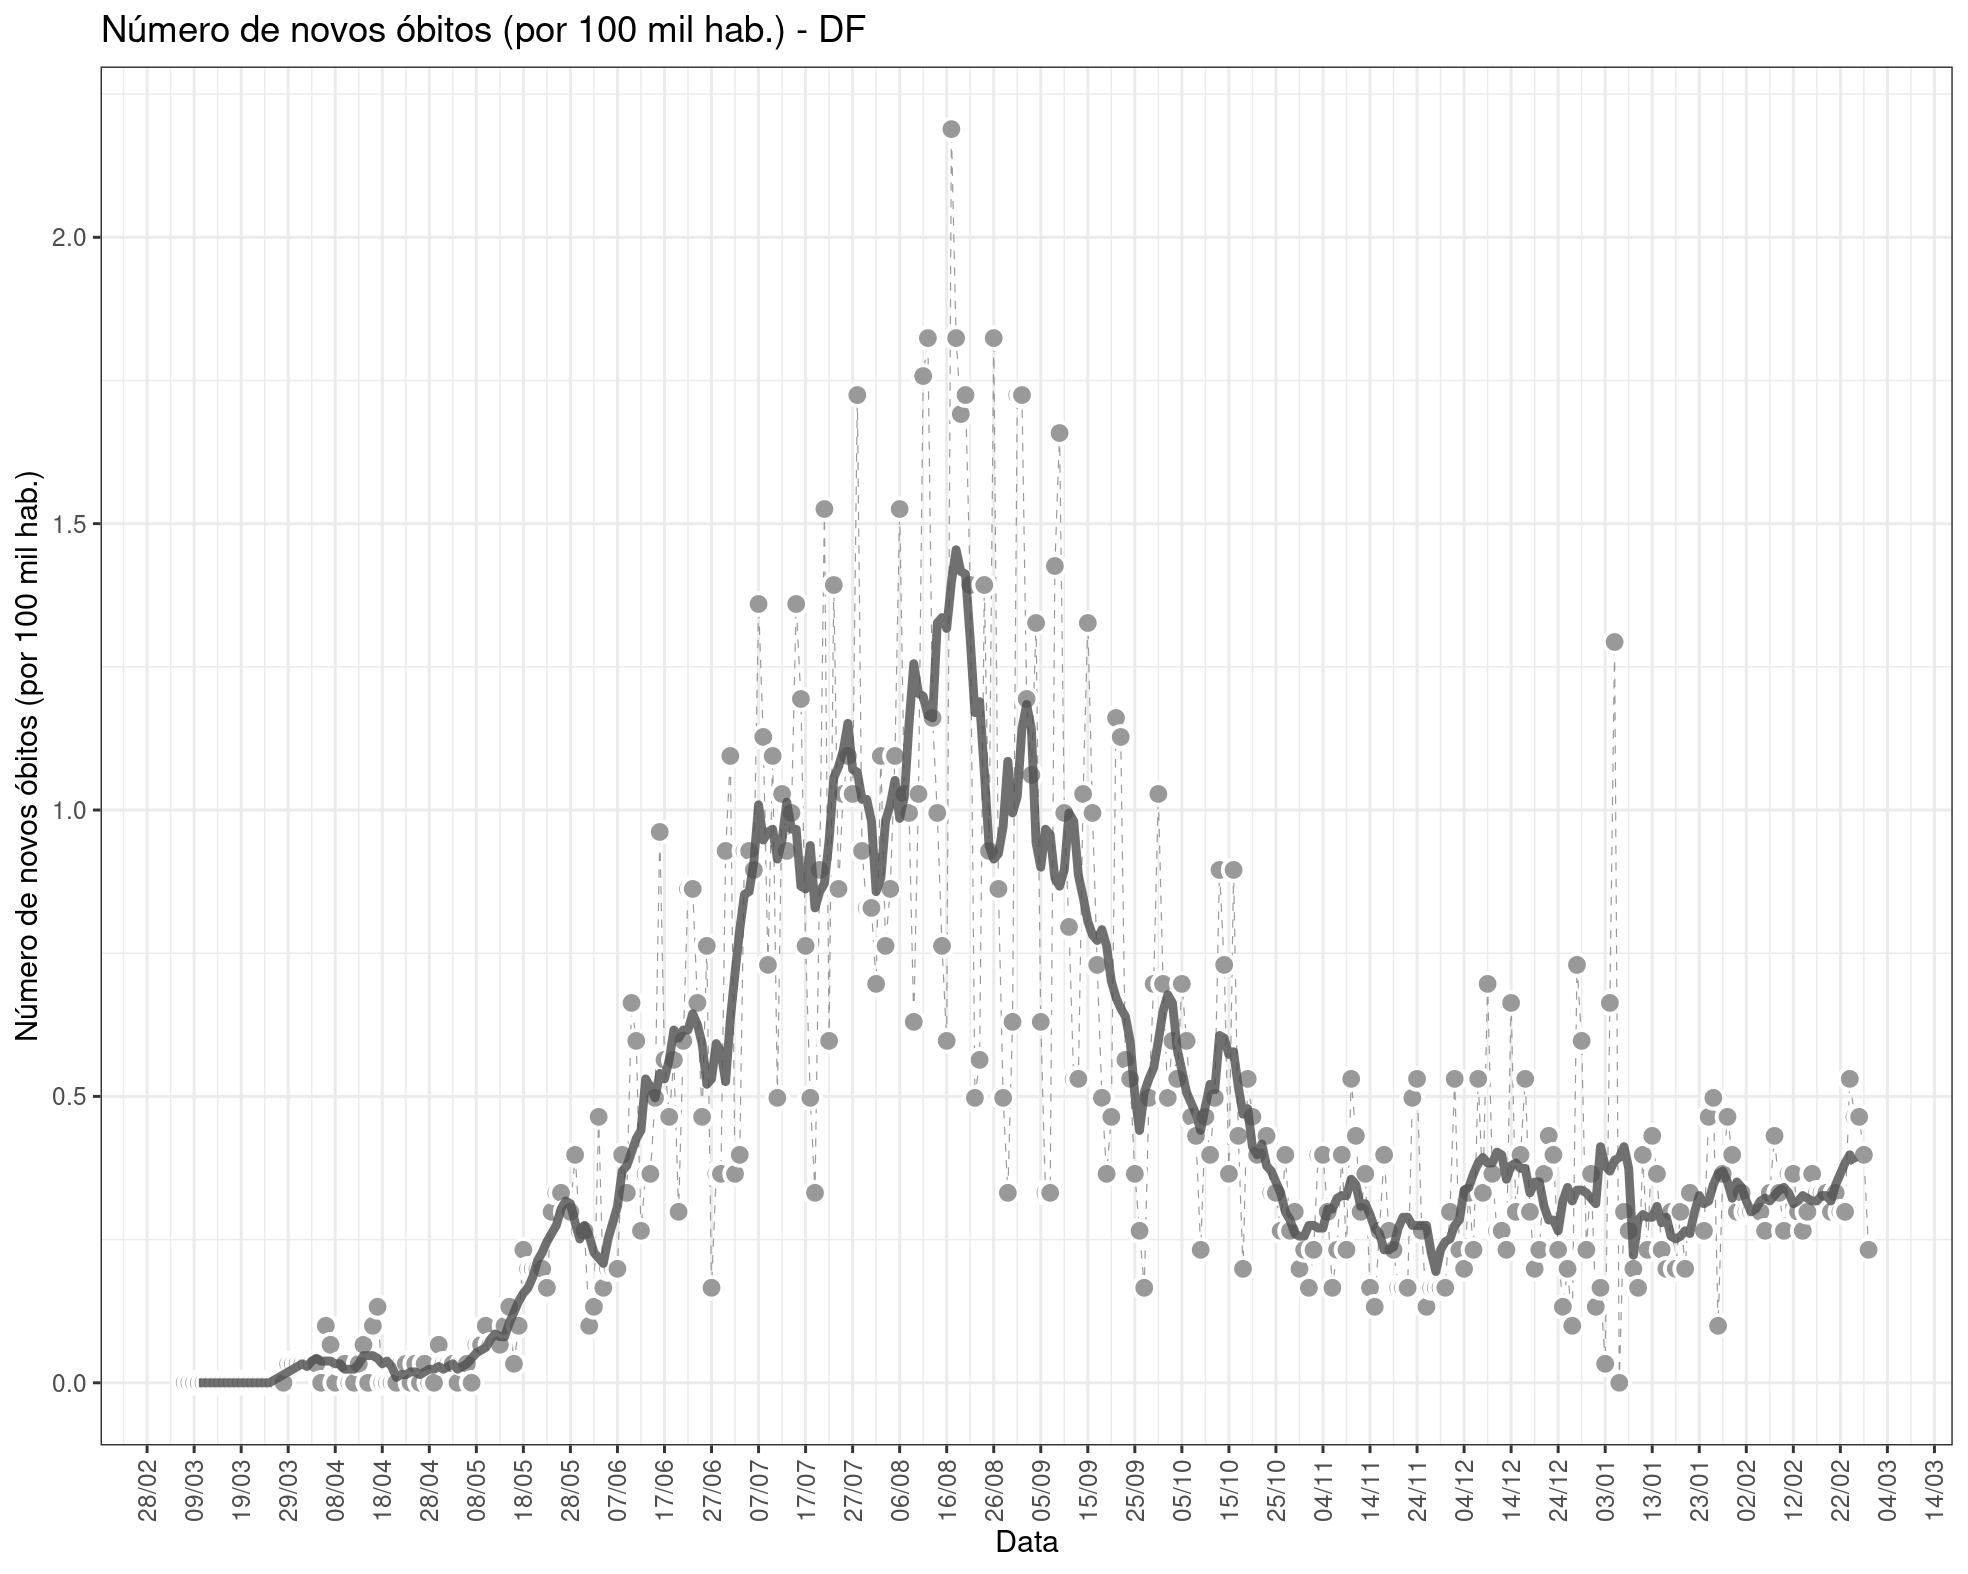 Número de novos óbitos (por 100 mil hab.) - DF
Número de novos óbitos (por 100 mil hab.)
2.0
1.5
1.0
0.5
0.0
28/02 09/03 19/03 29/03 08/04 18/04 28/04 08/05 18/05 28/05 07/06 17/06 27/06 07/07 17/07 27/07 06/08 16/08 26/08 05/09 15/09 25/09 05/10 15/10 25/10 04/11 14/11 24/11 04/12 14/12 24/12 03/01 13/01 23/01 02/02 12/02 22/02 04/03 14/03
Data